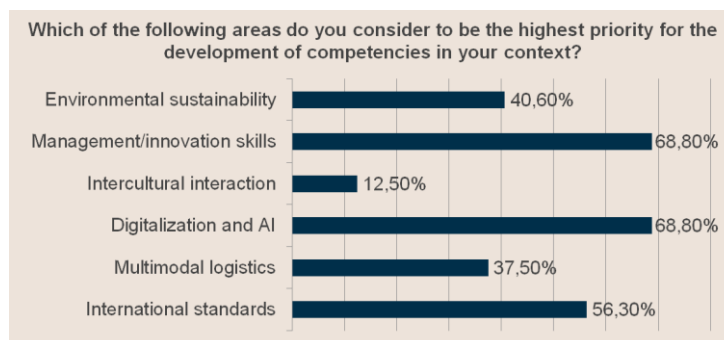 Which of the following areas do you consider to be the highest priority for the
development of competencies in your context?
Environmental sustainability 40,60%
Management/innovation skills 68,80%
Intercultural interaction 12,50%
Digitalization and AI 68,80%
Multimodal logistics 37,50%
International standards 56,30%